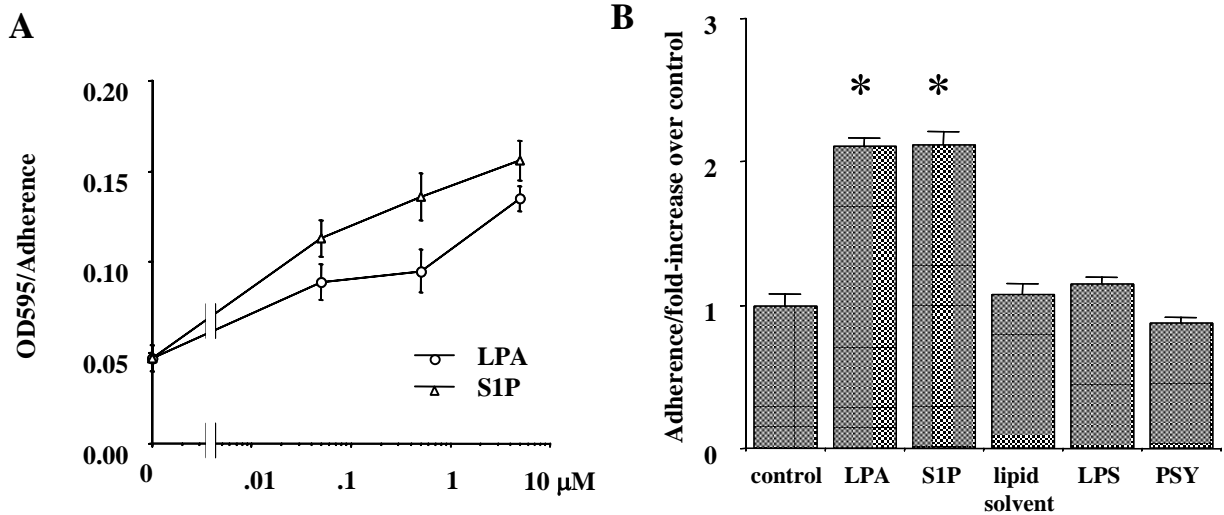 A
OD595/Adherence
0.20
0.15
0.10
0.05
0.00
0
.01
.1
1
10 μM
LPA
S1P
B
Adherence/fold-increase over control
3
2
1
0
*
*
control
LPA
S1P
lipid
solvent
LPS
PSY